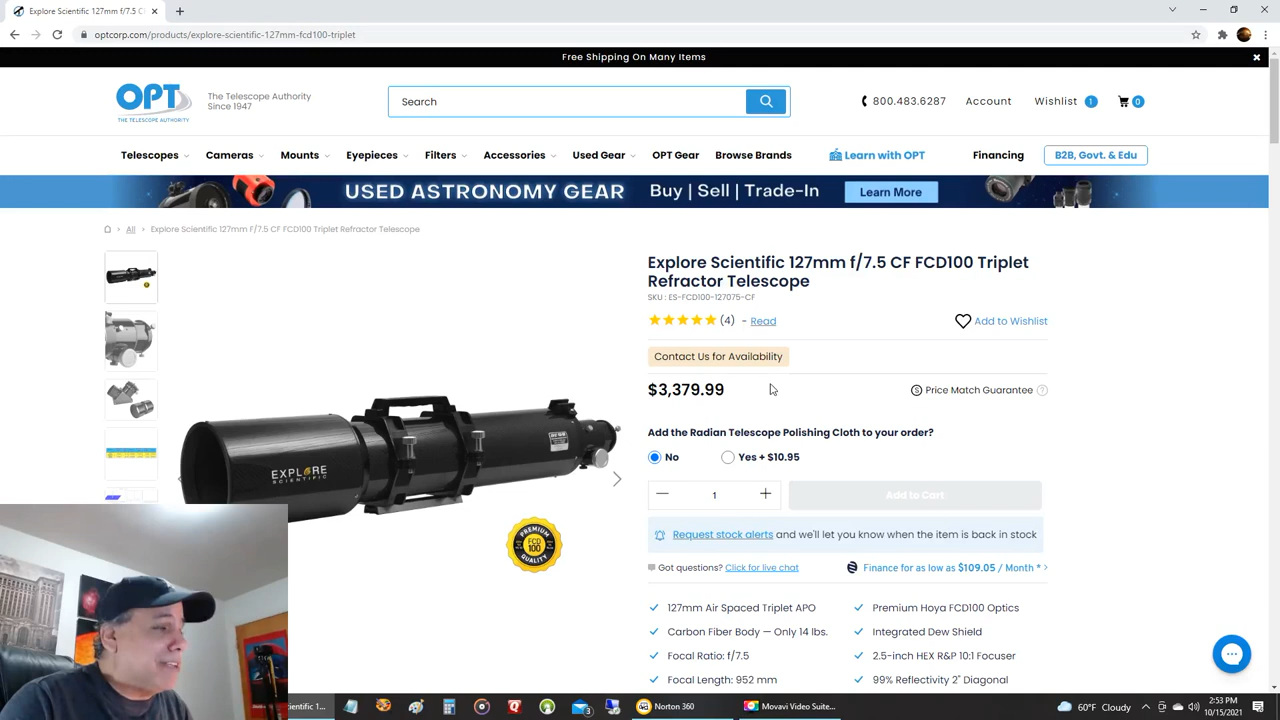 Explore Scientific 127mm f/7.5 C
optcorp.com/products/explore-scientific-127mm-fcd100-triplet
Free Shipping On Many Items
OPT
THE TELESCOPE AUTHORITY
The Telescope Authority
Since 1947
Search
800.483.6287
Account
Wishlist 1
0
Telescopes
Cameras
Mounts
Eyepieces
Filters
Accessories
Used Gear
OPT Gear
Browse Brands
Learn with OPT
Financing
B2B, Govt. & Edu
USED ASTRONOMY GEAR Buy | Sell | Trade-In Learn More
All
Explore Scientific 127mm F/7.5 CF FCD100 Triplet Refractor Telescope
Explore Scientific 127mm f/7.5 CF FCD100 Triplet
Refractor Telescope
SKU : ES-FCD100-127075-CF
(4) - Read
Add to Wishlist
Contact Us for Availability
$3,379.99
Price Match Guarantee ?
EXPLORE
SCIENTIFIC
PREMIUM
FCD
100
QUALITY
Add the Radian Telescope Polishing Cloth to your order?
No
Yes + $10.95
1
Add to Cart
Request stock alerts and we'll let you know when the item is back in stock
Got questons? Click for live chat
Finance for as low as $109.05 / Month * >
127mm Air Spaced Triplet APO
Premium Hoya FCD100 Optics
Carbon Fiber Body — Only 14 lbs.
Integrated Dew Shield
Focal Ratio: f/7.5
2.5-inch HEX R&P 10:1 Focuser
Focal Length: 952 mm
99% Reflectivity 2" Diagonal
cientific 1...
3
Norton 360
Movavi Video Suite...
60°F Cloudy
2:53 PM
10/15/2021